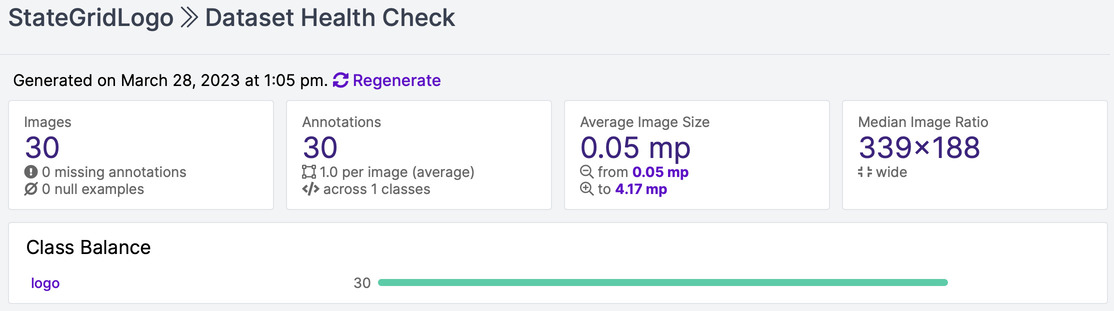 StateGridLogo Dataset Health Check
Generated on March 28, 2023 at 1:05 pm. Regenerate
Images
30
0 missing annotations
0 null examples
Annotations
30
1.0 per image (average)
across 1 classes
Average Image Size
0.05 mp
from 0.05 mp
to 4.17 mp
Median Image Ratio
339×188
wide
Class Balance
logo 30